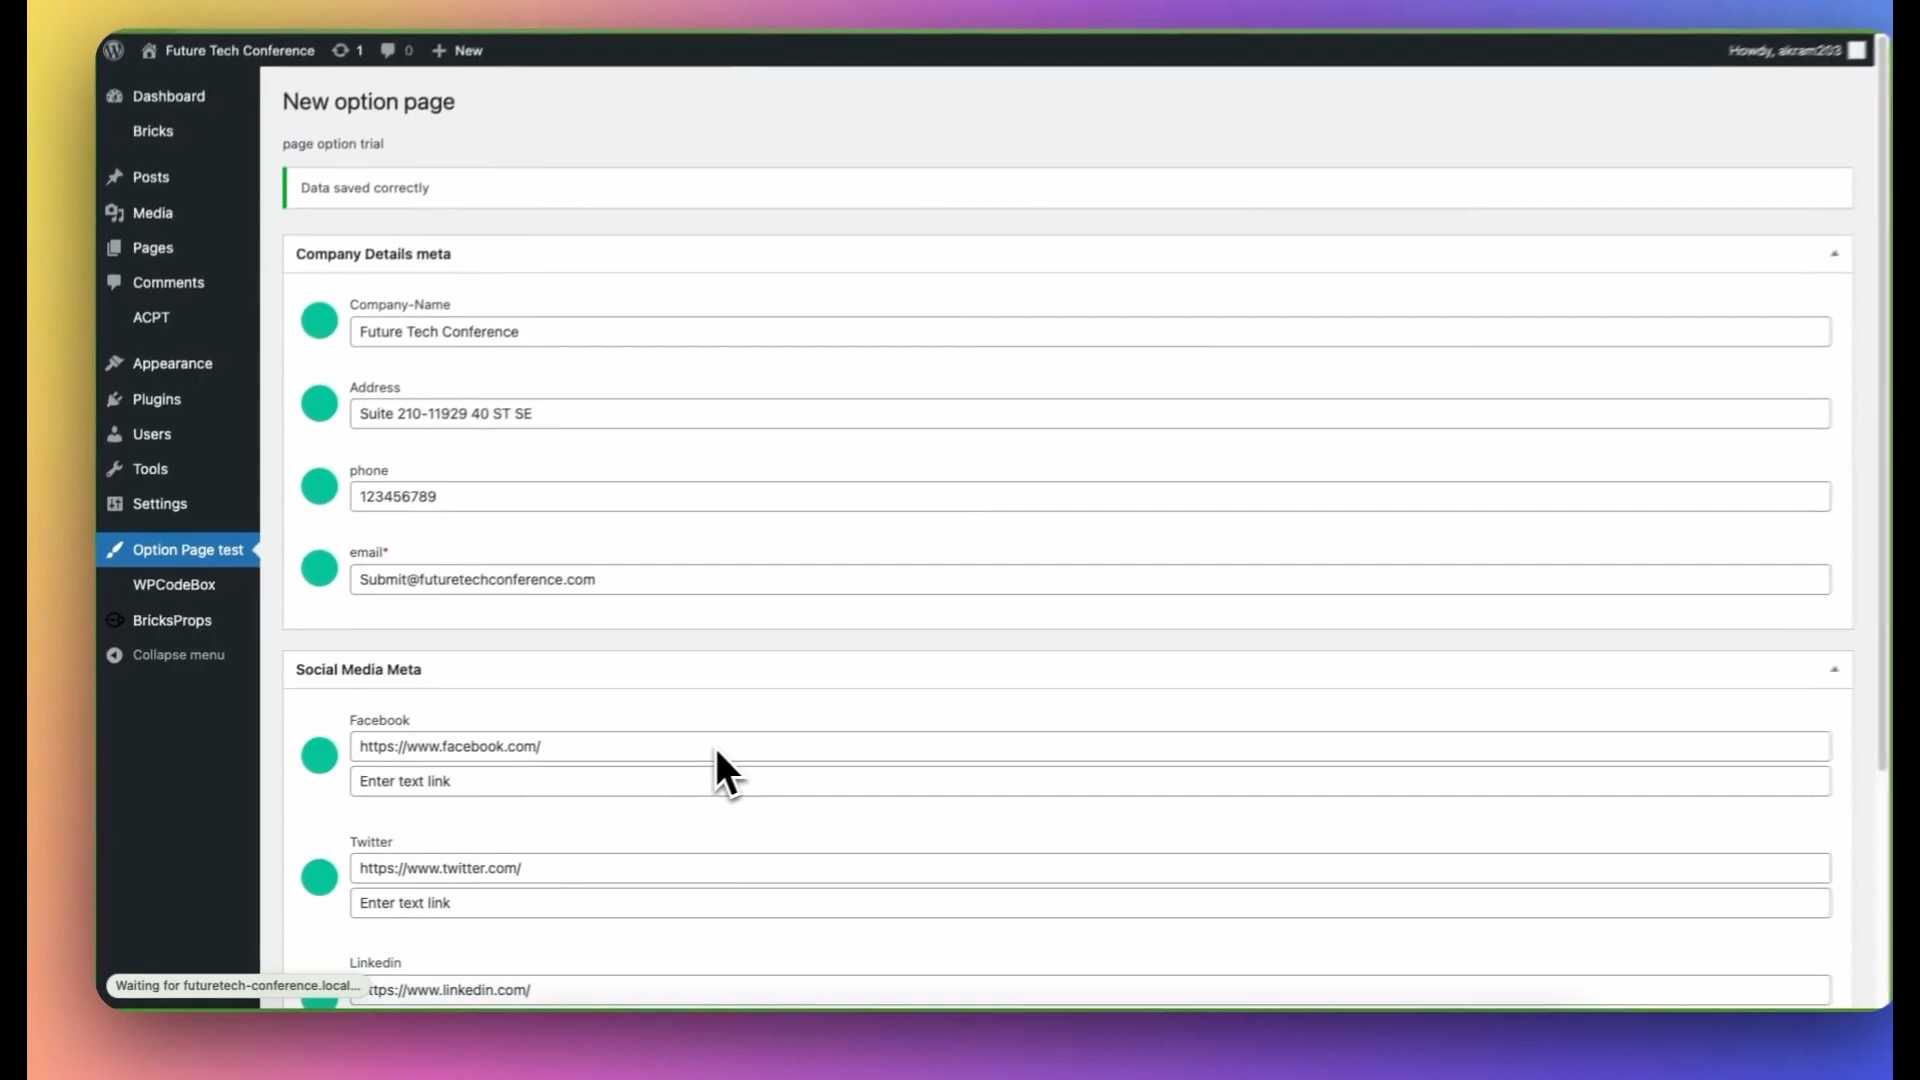 Future Tech Conference 1 0 New Howdy, akram203
Dashboard
Bricks
Posts
Media
Pages
Comments
ACPT
Appearance
Plugins
Users
Tools
Settings
Option Page test
WPCodeBox
BricksProps
Collapse menu
New option page
page option trial
Data saved correctly
Company Details meta
Company-Name
Future Tech Conference
Address
Suite 210-11929 40 ST SE
phone
123456789
email*
Submit@futuretechconference.com
Social Media Meta
Facebook
https://www.facebook.com/
Enter text link
Twitter
https://www.twitter.com/
Enter text link
Linkedin
ttps://www.linkedin.com/
Waiting for futuretech-conference.local...